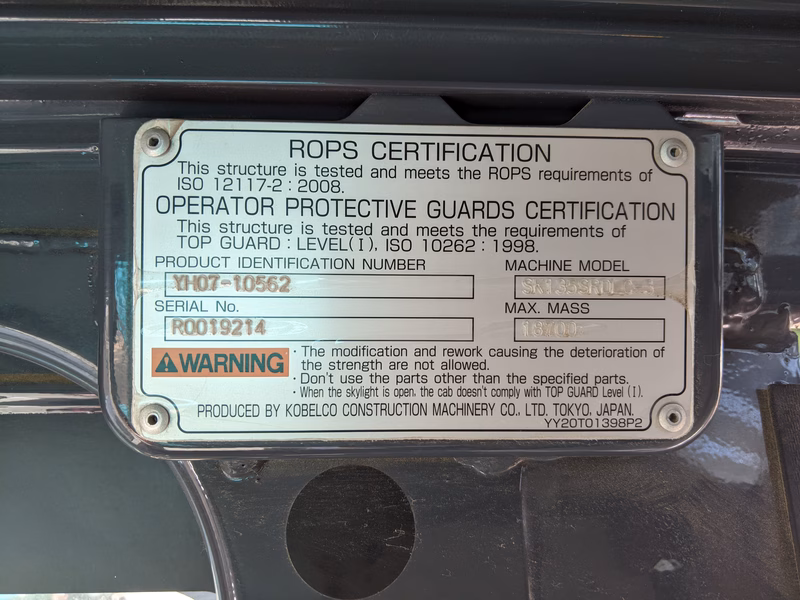 ROPS CERTIFICATION
This structure is tested and meets the ROPS requirements of
ISO 12117-2 : 2008.
OPERATOR PROTECTIVE GUARDS CERTIFICATION
This structure is tested and meets the requirements of
TOP GUARD : LEVEL(I), ISO 10262 : 1998.
PRODUCT IDENTIFICATION NUMBER
YH07-10562
MACHINE MODEL
SERIAL No.
R0019214
MAX. MASS
WARNING
・The modification and rework causing the deterioration of
the strength are not allowed.
・Don't use the parts other than the specified parts.
・When the skylight is open, the cab doesn't comply with TOP GUARD Level (I).
PRODUCED BY KOBELCO CONSTRUCTION MACHINERY CO., LTD. TOKYO, JAPAN.
YY20T01398P2